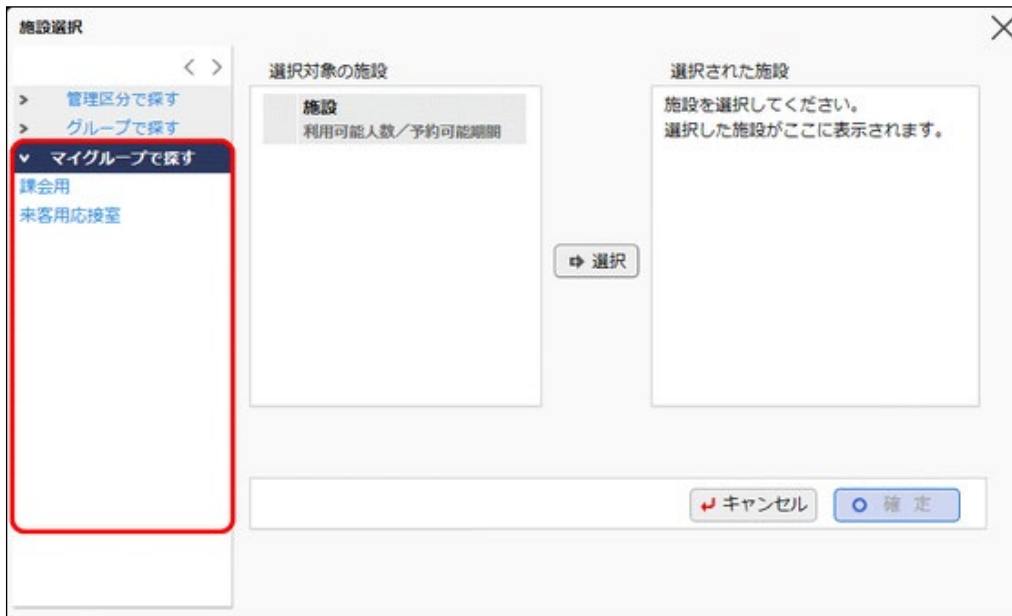 施設選択
管理区分で探す
グループで探す
マイグループで探す
課会用
来客用応接室
選択対象の施設
施設
利用可能人数／予約可能期間
選択
選択された施設
施設を選択してください。
選択した施設がここに表示されます。
キャンセル
確 定